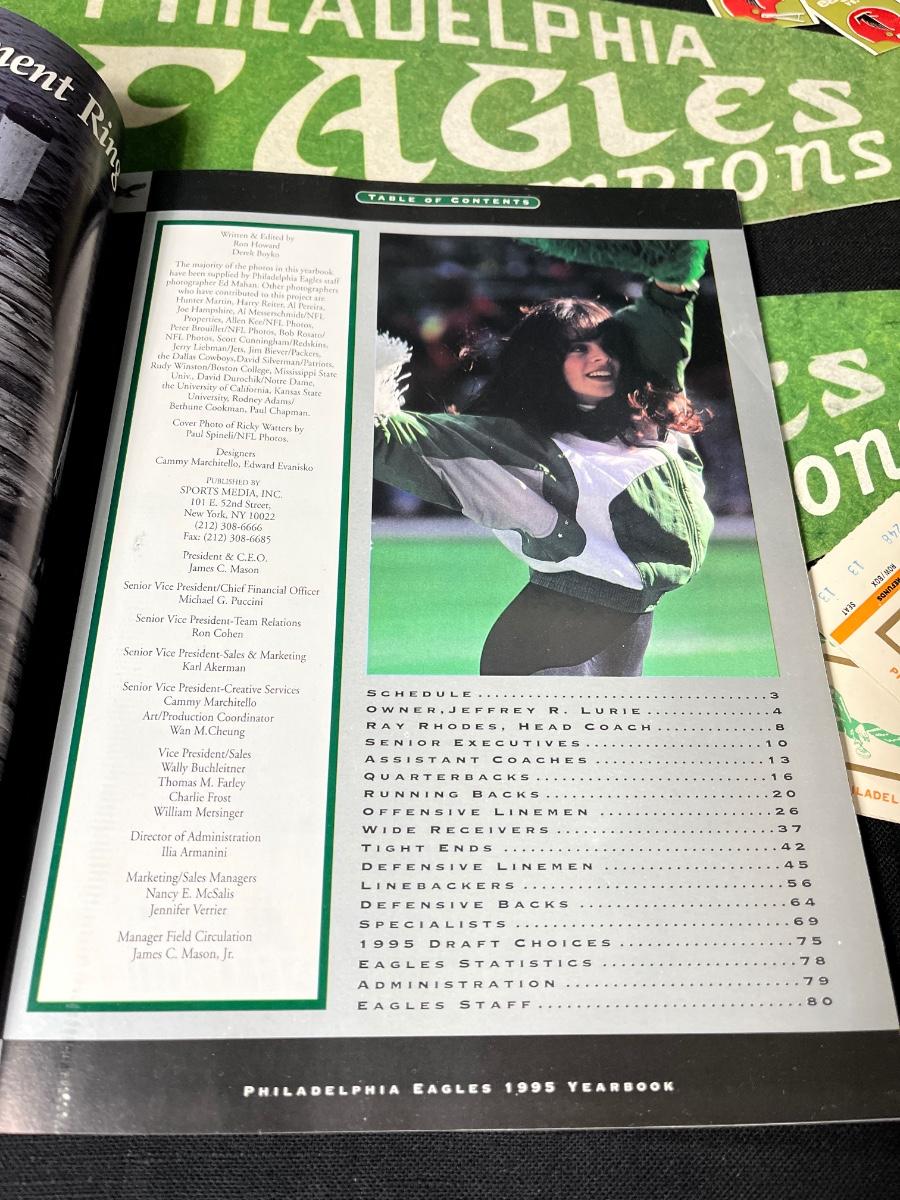 PHILADELPHIA
EAGLES
ment Ring
TABLE OF CONTENTS
Written & Edited by
Ron Howard
Derek Boyko
The majority of the photos in this yearbook
have been supplied by Philadelphia Eagles staff
photographer Ed Mahan. Other photographers
who have contributed to this project are
Hunter Martin, Harry Reiter, Al Pereira,
Joe Hampshire, Al Messerschmidt/NFL
Properties, Allen Kee/NFL Photos,
Peter Brouillet/NFL Photos, Bob Rosato/
NFL Photos, Scott Cunningham/Redskins,
Jerry Liebman/Jets, Jim Biever/Packers,
the Dallas Cowboys,David Silverman/Patriots,
Rudy Winston/Boston College, Mississippi State
Univ., David Durochik/Notre Dame,
the University of California, Kansas State
University, Rodney Adams/
Bethune Cookman, Paul Chapman.
Cover Photo of Ricky Watters by
Paul Spineli/NFL Photos.
Designers
Cammy Marchitello, Edward Evanisko
PUBLISHED BY
SPORTS MEDIA, INC.
101 E. 52nd Street,
New York, NY 10022
(212) 308-6666
Fax: (212) 308-6685
President & C.E.O.
James C. Mason
Senior Vice President/Chief Financial Officer
Michael G. Puccini
Senior Vice President-Team Relations
Ron Cohen
Senior Vice President-Sales & Marketing
Karl Akerman
Senior Vice President-Creative Services
Cammy Marchitello
Art/Production Coordinator
Wan M.Cheung
Vice President/Sales
Wally Buchleitner
Thomas M. Farley
Charlie Frost
William Mersinger
Director of Administration
Ilia Armanini
Marketing/Sales Managers
Nancy E. McSalis
Jennifer Verrier
Manager Field Circulation
James C. Mason, Jr.
SCHEDULE 3
OWNER,JEFFREY R. LURIE 4
RAY RHODES, HEAD COACH 8
SENIOR EXECUTIVES 10
ASSISTANT COACHES 13
QUARTERBACKS 16
RUNNING BACKS 20
OFFENSIVE LINEMEN 26
WIDE RECEIVERS 37
TIGHT ENDS 42
DEFENSIVE LINEMEN 45
LINEBACKERS 56
DEFENSIVE BACKS 64
SPECIALISTS 69
1995 DRAFT CHOICES 75
EAGLES STATISTICS 78
ADMINISTRATION 79
EAGLES STAFF 80
PHILADELPHIA EAGLES 1995 YEARBOOK
248
13
13
ROW/BOX
SEAT